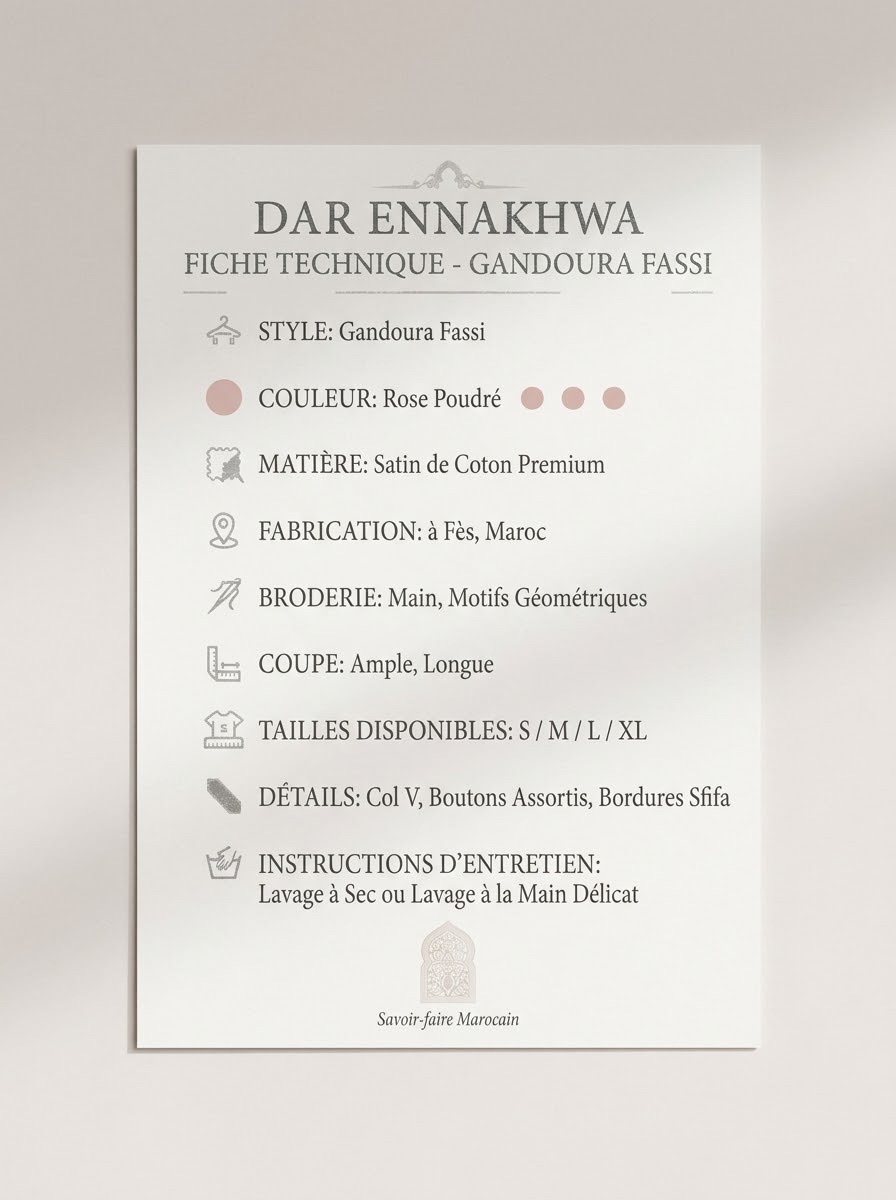 DAR ENNAKHWA
FICHE TECHNIQUE - GANDOURA FASSI
STYLE: Gandoura Fassi
COULEUR: Rose Poudré
MATIÈRE: Satin de Coton Premium
FABRICATION: à Fès, Maroc
BRODERIE: Main, Motifs Géométriques
COUPE: Ample, Longue
S
TAILLES DISPONIBLES: S / M / L / XL
DÉTAILS: Col V, Boutons Assortis, Bordures Sfifa
INSTRUCTIONS D'ENTRETIEN:
Lavage à Sec ou Lavage à la Main Délicat
Savoir-faire Marocain